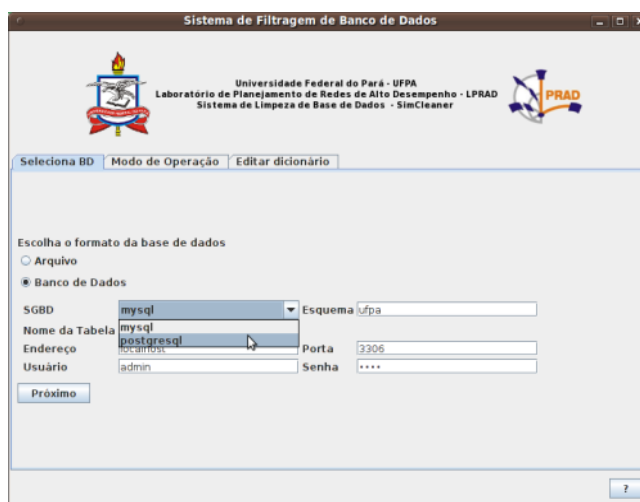 Sistema de Filtragem de Banco de Dados
Universidade Federal do Pará - UFPA
Laboratório de Planejamento de Redes de Alto Desempenho - LPRAD
Sistema de Limpeza de Base de Dados - SimCleaner
PRAD
Seleciona BD Modo de Operação Editar dicionário
Escolha o formato da base de dados
Arquivo
Banco de Dados
SGBD mysql Esquema ufpa
Nome da Tabela mysql
postgresql
Endereço localhost Porta 3306
Usuário admin Senha ••••
Próximo
?